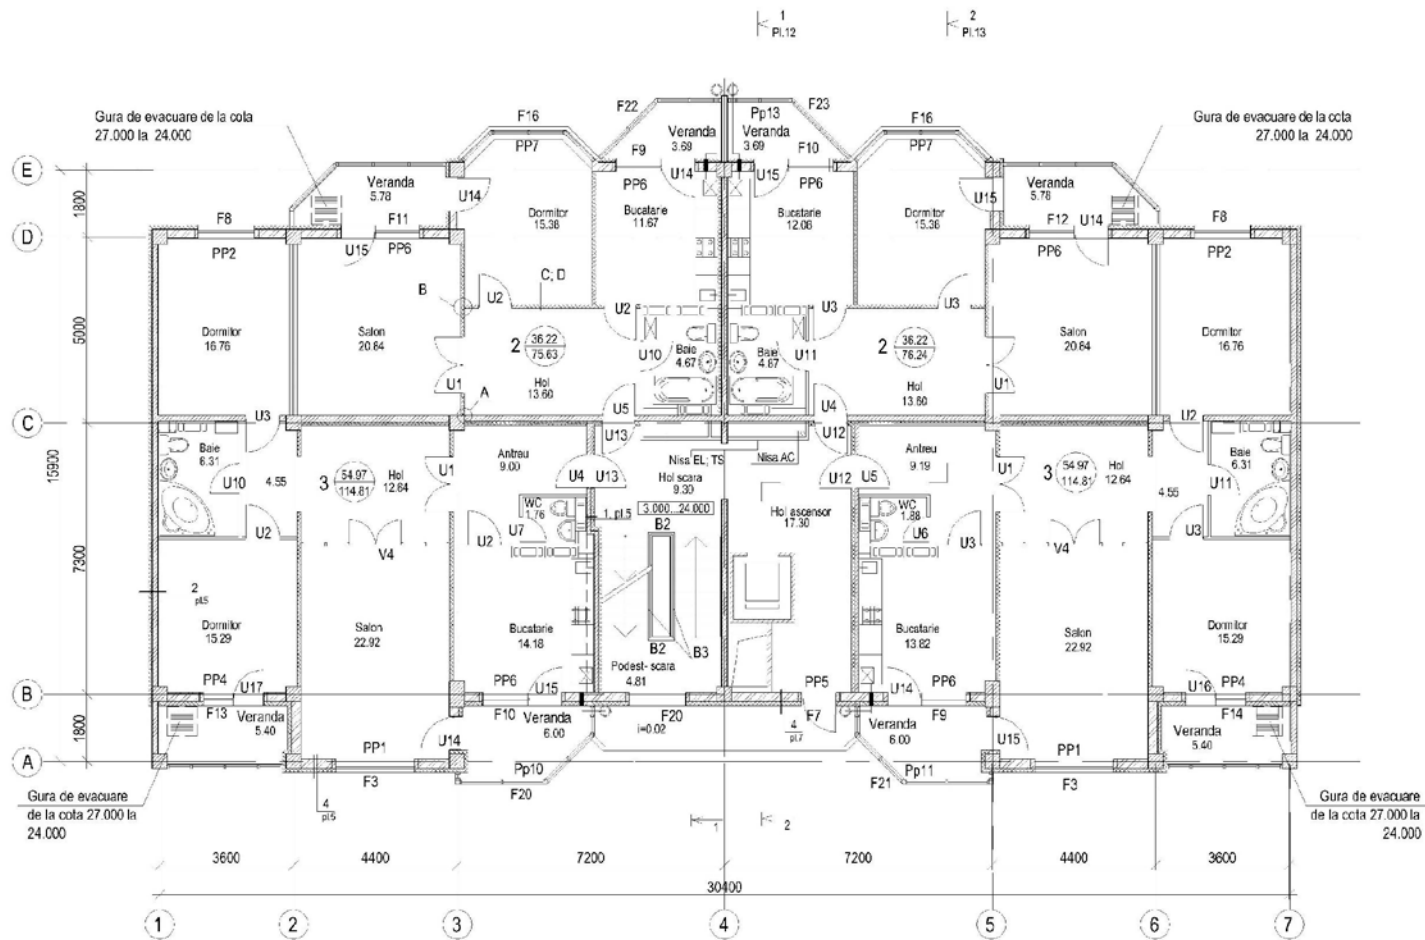 1
Pl.12
2
Pl.13
Gura de evacuare de la cota
27.000 la 24.000
F16
PP7
F22
Veranda
3.69
Pp13
Veranda
3.69
F23
F16
PP7
Gura de evacuare de la cota
27.000 la 24.000
E
Veranda
5.78
U14
F9
PP6
U14
U15
F10
PP6
U15
Veranda
5.78
1800
Dormitor
15.38
Bucatarie
11.67
Bucatarie
12.08
Dormitor
15.38
D
F8
PP2
F11
U15
PP6
F12
U14
PP6
F8
PP2
B
U2
C; D
U2
U3
U3
5000
Dormitor
16.76
Salon
20.84
2
36.22
75.63
U10
Baie
4.67
Baie
4.87
U11
2
36.22
76.24
Salon
20.84
Dormitor
16.76
U1
Hol
13.60
A
U5
U4
Hol
13.60
U1
C
U3
U13
U12
U2
15900
Baie
6.31
U10
4.55
3
54.97
114.81
Hol
12.64
U1
Antreu
9.00
U4
U13
Nisa EL; TS
Hol scara
9.30
Nisa AC
U12
U5
Antreu
9.19
U1
3
54.97
114.81
Hol
12.64
4.55
U11
Baie
6.31
3.000...24.000
WC
1.76
1. pl.5
B2
Hol ascensor
17.30
WC
1.88
U2
V4
U2
U7
U6
U3
V4
U3
7300
2
pl.5
Dormitor
15.29
Salon
22.92
Bucatarie
14.18
B2
B3
Podest- scara
4.81
Bucatarie
13.82
Salon
22.92
Dormitor
15.29
B
PP4
U17
PP6
U15
PP5
U14
PP6
U16
PP4
F13
Veranda
5.40
F10
Veranda
6.00
F20
i=0.02
F7
4
pl.7
Veranda
6.00
F9
F14
Veranda
5.40
1800
U14
U15
A
PP1
F3
Pp10
F20
Pp11
F21
PP1
F3
Gura de evacuare
de la cota 27.000 la
24.000
4
pl.5
1
2
Gura de evacuare
de la cota 27.000 la
24.000
3600
4400
7200
7200
4400
3600
30400
1
2
3
4
5
6
7